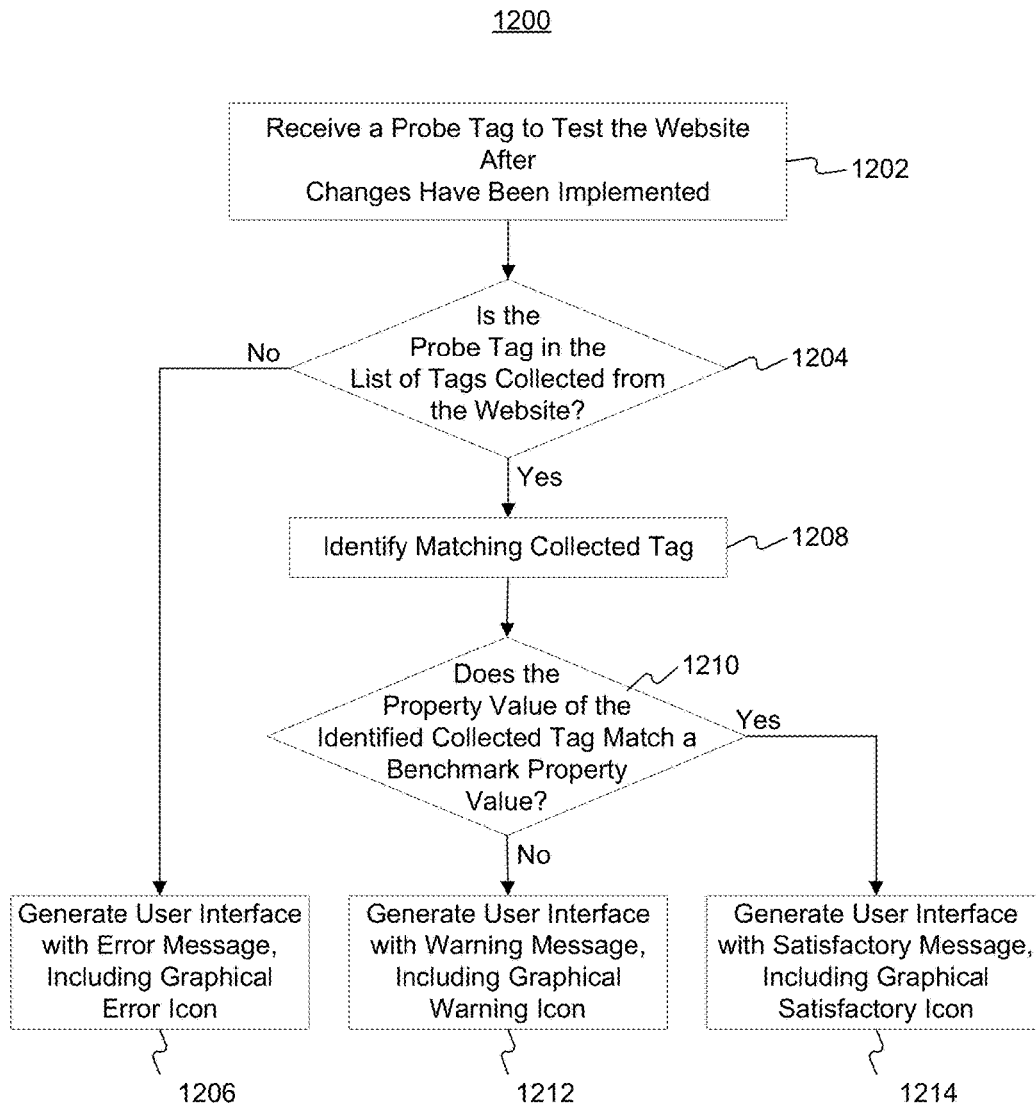 1200
Receive a Probe Tag to Test the Website
After
Changes Have Been Implemented
1202
Is the
Probe Tag in the
List of Tags Collected from
the Website?
1204
No
Yes
Identify Matching Collected Tag
1208
Does the
Property Value of the
Identified Collected Tag Match a
Benchmark Property
Value?
1210
Yes
No
Generate User Interface
with Error Message,
Including Graphical
Error Icon
Generate User Interface
with Warning Message,
Including Graphical
Warning Icon
Generate User Interface
with Satisfactory Message,
Including Graphical
Satisfactory Icon
1206
1212
1214